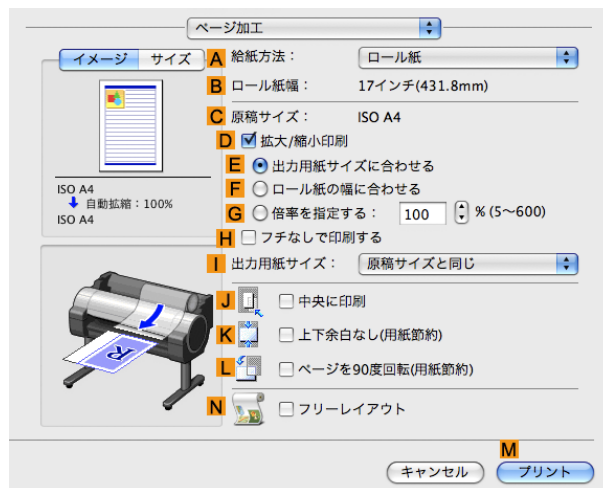 ページ加工
イメージ サイズ
A 給紙方法： ロール紙
B ロール紙幅： 17インチ(431.8mm)
C 原稿サイズ： ISO A4
D 拡大/縮小印刷
E 出力用紙サイズに合わせる
F ロール紙の幅に合わせる
G 倍率を指定する： 100 % (5～600)
H フチなしで印刷する
I 出力用紙サイズ： 原稿サイズと同じ
ISO A4
自動拡縮：100%
ISO A4
R
J 中央に印刷
K 上下余白なし(用紙節約)
L ページを90度回転(用紙節約)
N フリーレイアウト
M
キャンセル プリント